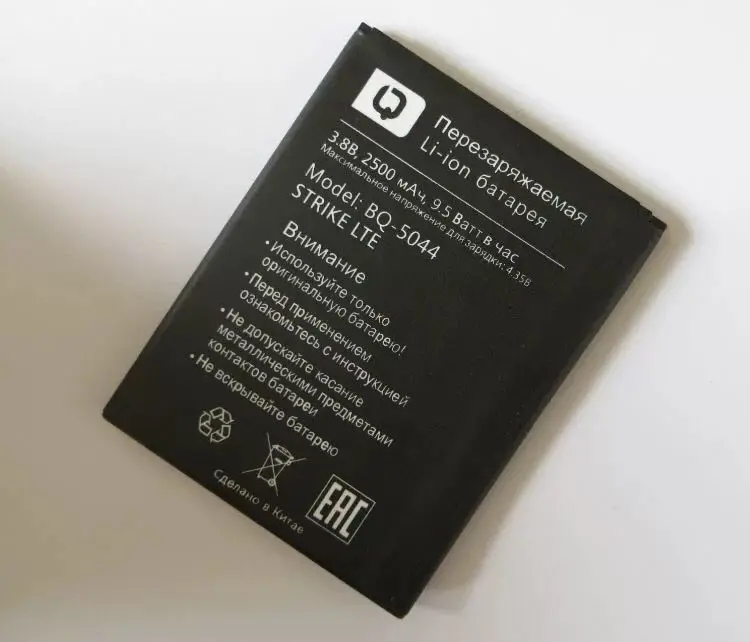 Перезаряжаемая
Li-ion батарея
3.8В, 2500 мАч, 9.5 Ватт в час
Максимальное напряжение для зарядки: 4.35В
Model: BQ-5044
STRIKE LTE
Внимание
• Используйте только
оригинальную батарею!
• Перед применением
ознакомьтесь с инструкцией
• Не допускайте касание
металлическими предметами
контактов батареи
• Не вскрывайте батарею
Сделано в Китае
EAC